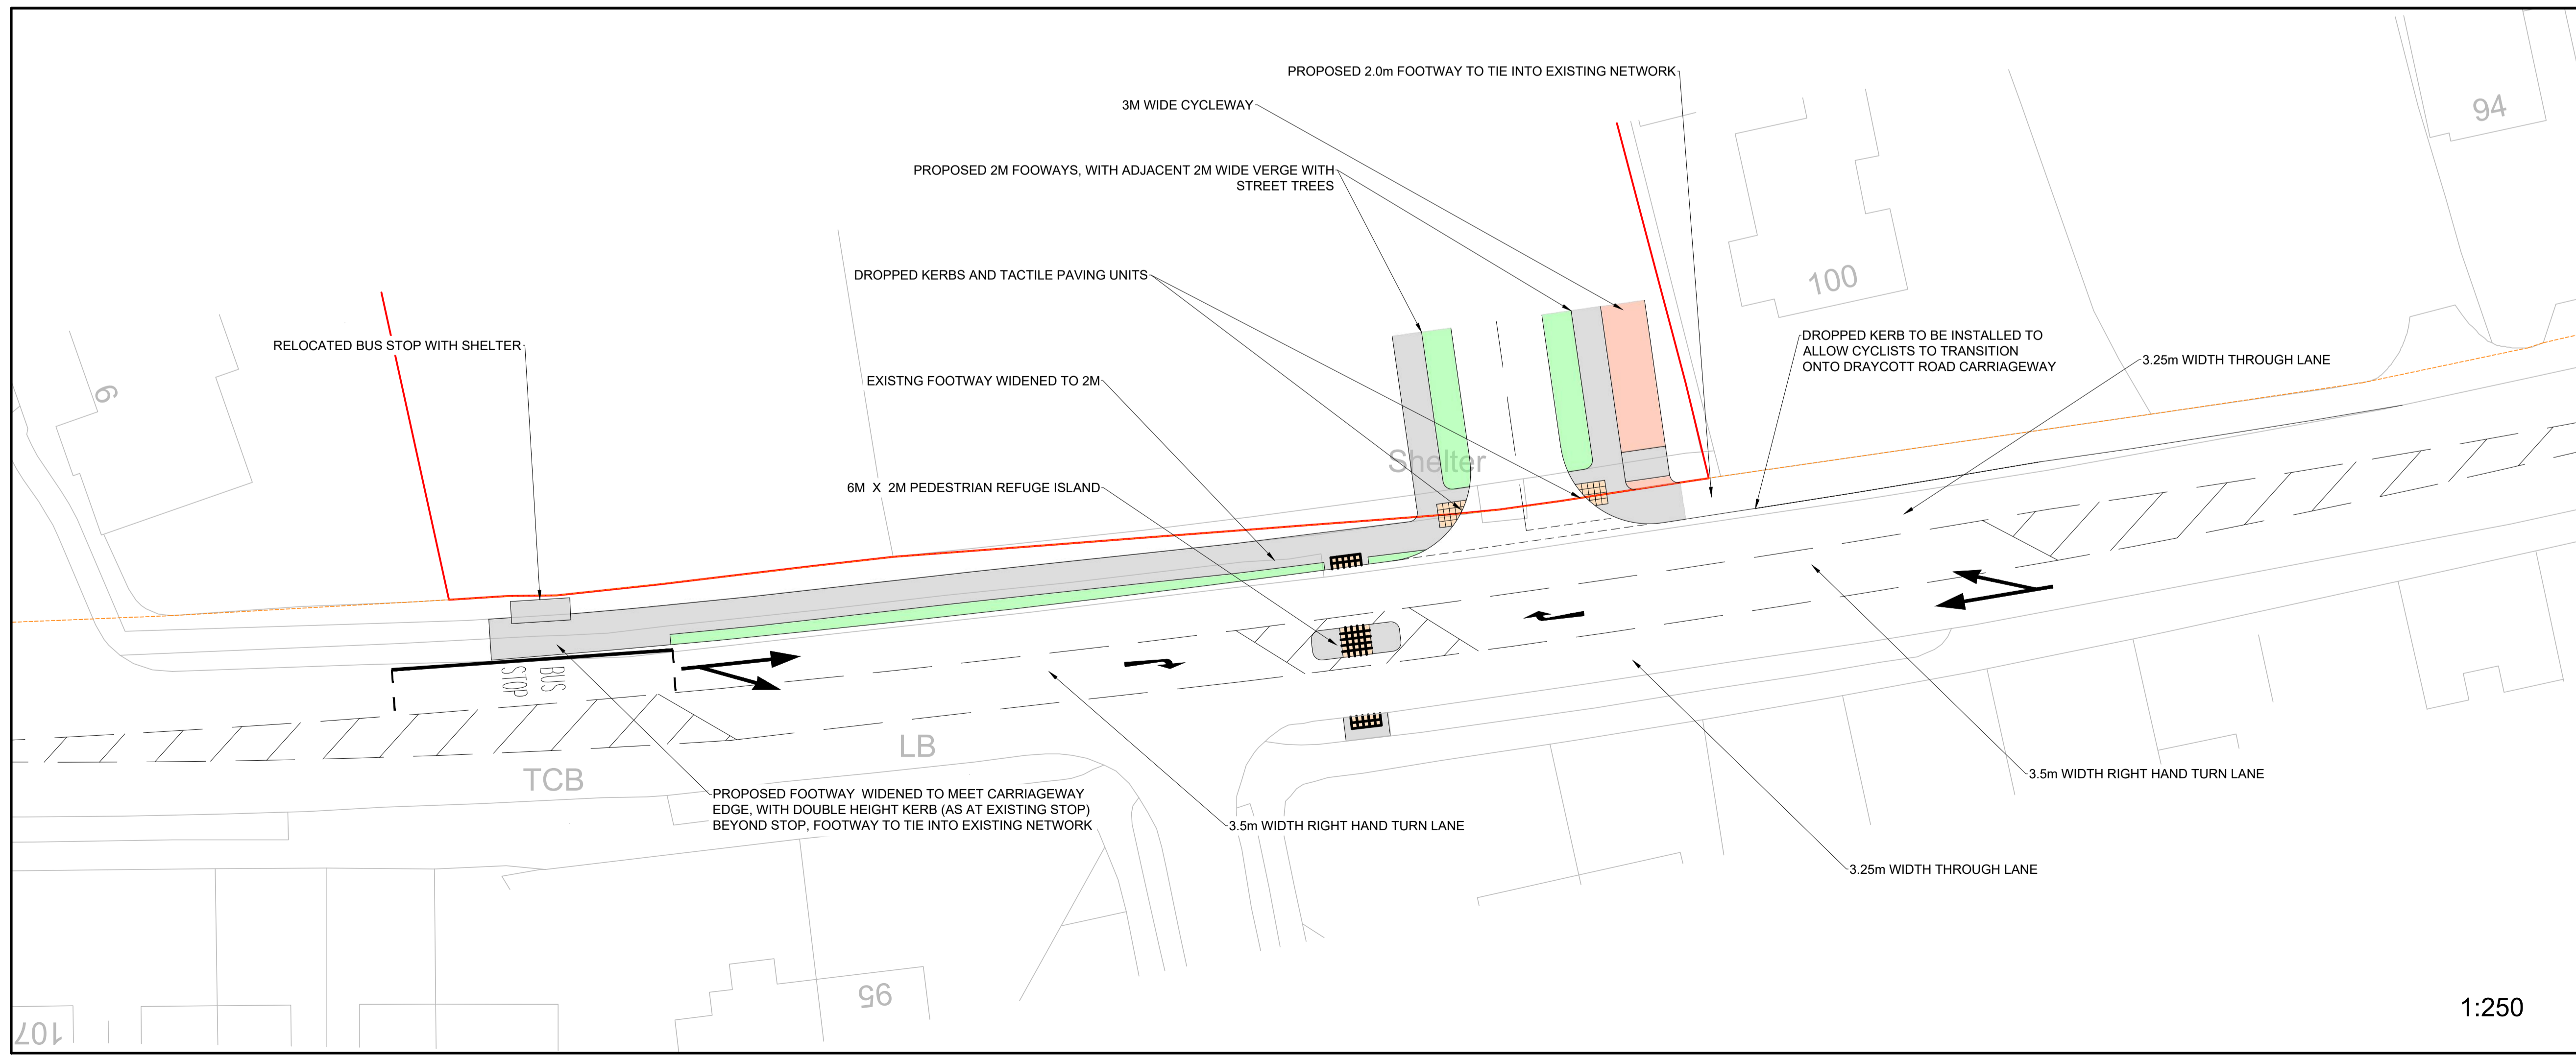 PROPOSED 2.0m FOOTWAY TO TIE INTO EXISTING NETWORK
3M WIDE CYCLEWAY
94
PROPOSED 2M FOOWAYS, WITH ADJACENT 2M WIDE VERGE WITH
STREET TREES
DROPPED KERBS AND TACTILE PAVING UNITS
100
RELOCATED BUS STOP WITH SHELTER
DROPPED KERB TO BE INSTALLED TO
ALLOW CYCLISTS TO TRANSITION
ONTO DRAYCOTT ROAD CARRIAGEWAY
3.25m WIDTH THROUGH LANE
EXISTNG FOOTWAY WIDENED TO 2M
9
Shelter
6M X 2M PEDESTRIAN REFUGE ISLAND
BUS
STOP
LB
TCB
3.5m WIDTH RIGHT HAND TURN LANE
PROPOSED FOOTWAY WIDENED TO MEET CARRIAGEWAY
EDGE, WITH DOUBLE HEIGHT KERB (AS AT EXISTING STOP)
BEYOND STOP, FOOTWAY TO TIE INTO EXISTING NETWORK
3.5m WIDTH RIGHT HAND TURN LANE
3.25m WIDTH THROUGH LANE
95
107
1:250